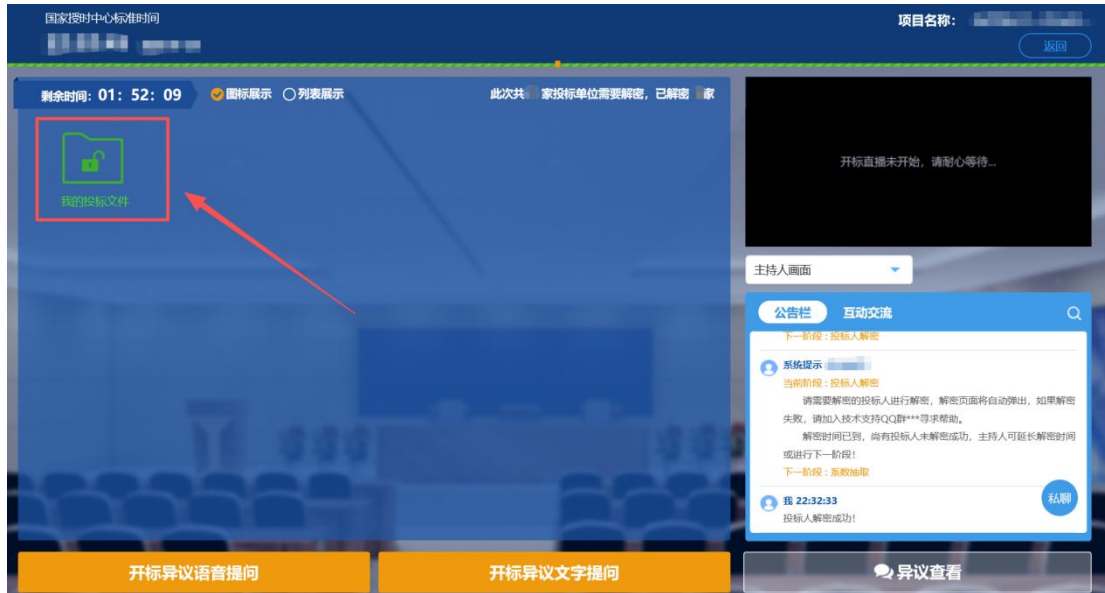 国家授时中心标准时间
项目名称：
返回
剩余时间：01：52：09
图标展示
列表展示
此次共 家投标单位需要解密，已解密 家
我的投标文件
开标直播未开始，请耐心等待...
主持人画面
公告栏
互动交流
下一阶段：投标人解密
系统提示
当前阶段：投标人解密
请需要解密的投标人进行解密，解密页面将自动弹出，如果解密
失败，请加入技术支持QQ群***寻求帮助。
解密时间已到，尚有投标人未解密成功，主持人可延长解密时间
或进行下一阶段！
下一阶段：系数抽取
我 22:32:33
投标人解密成功！
私聊
开标异议语音提问
开标异议文字提问
异议查看